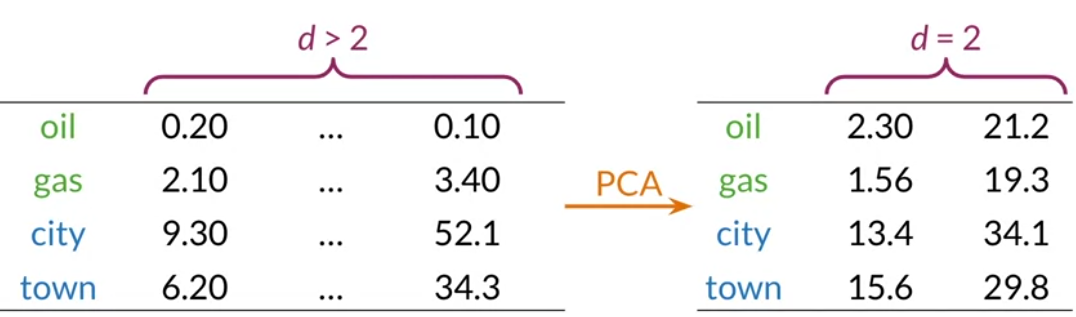 d > 2 d = 2
oil 0.20 ... 0.10 oil 2.30 21.2
gas 2.10 ... 3.40 PCA gas 1.56 19.3
city 9.30 ... 52.1 city 13.4 34.1
town 6.20 ... 34.3 town 15.6 29.8